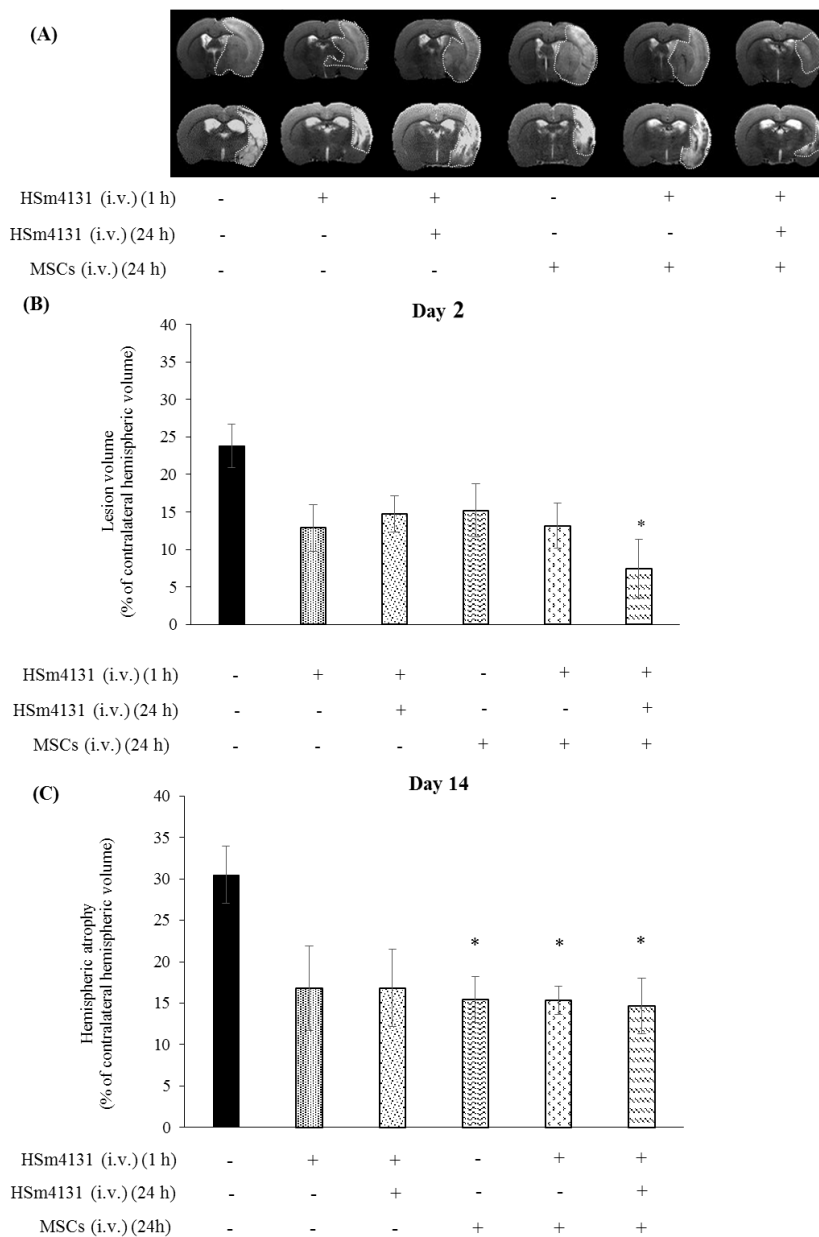 (A)
HSm4131 (i.v.) (1 h) - + + - + +
HSm4131 (i.v.) (24 h) - - + - - +
MSCs (i.v.) (24 h) - - - + + +
(B)
Day 2
Lesion volume
(% of contralateral hemispheric volume)
40
35
30
25
20
15
10
5
0
*
HSm4131 (i.v.) (1 h) - + + - + +
HSm4131 (i.v.) (24 h) - - + - - +
MSCs (i.v.) (24 h) - - - + + +
(C)
Day 14
Hemispheric atrophy
(% of contralateral hemispheric volume)
40
35
30
25
20
15
10
5
0
* * *
HSm4131 (i.v.) (1 h) - + + - + +
HSm4131 (i.v.) (24 h) - - + - - +
MSCs (i.v.) (24h) - - - + + +